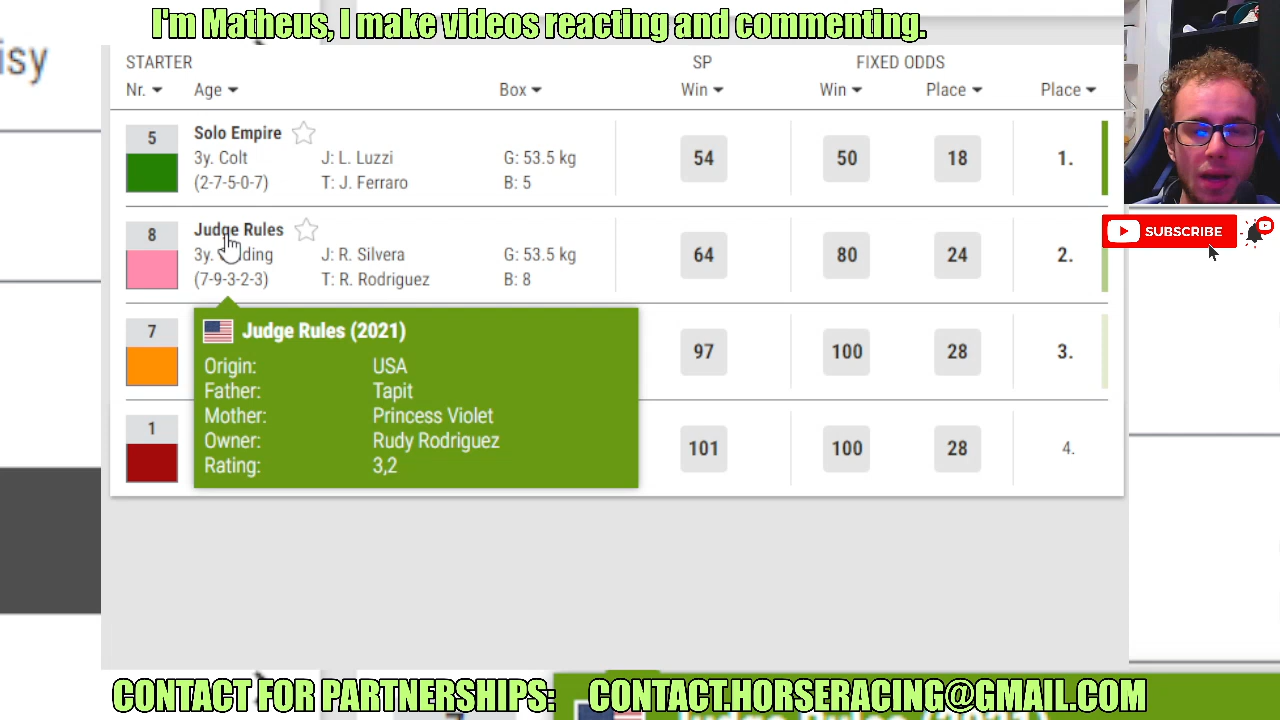 I'm Matheus, I make videos reacting and commenting.
isy
STARTER SP FIXED ODDS
Nr. Age Box Win Win Place Place
5 Solo Empire
3y. Colt J: L. Luzzi G: 53.5 kg 54 50 18 1.
(2-7-5-0-7) T: J. Ferraro B: 5
SUBSCRIBE
8 Judge Rules
3y. J: R. Silvera G: 53.5 kg 64 80 24 2.
(7-9-3-2-3) T: R. Rodriguez B: 8
7 97 100 28 3.
Judge Rules (2021)
Origin: USA
Father: Tapit
Mother: Princess Violet
Owner: Rudy Rodriguez
Rating: 3,2
1 101 100 28 4.
CONTACT FOR PARTNERSHIPS: CONTACT.HORSERACING@GMAIL.COM